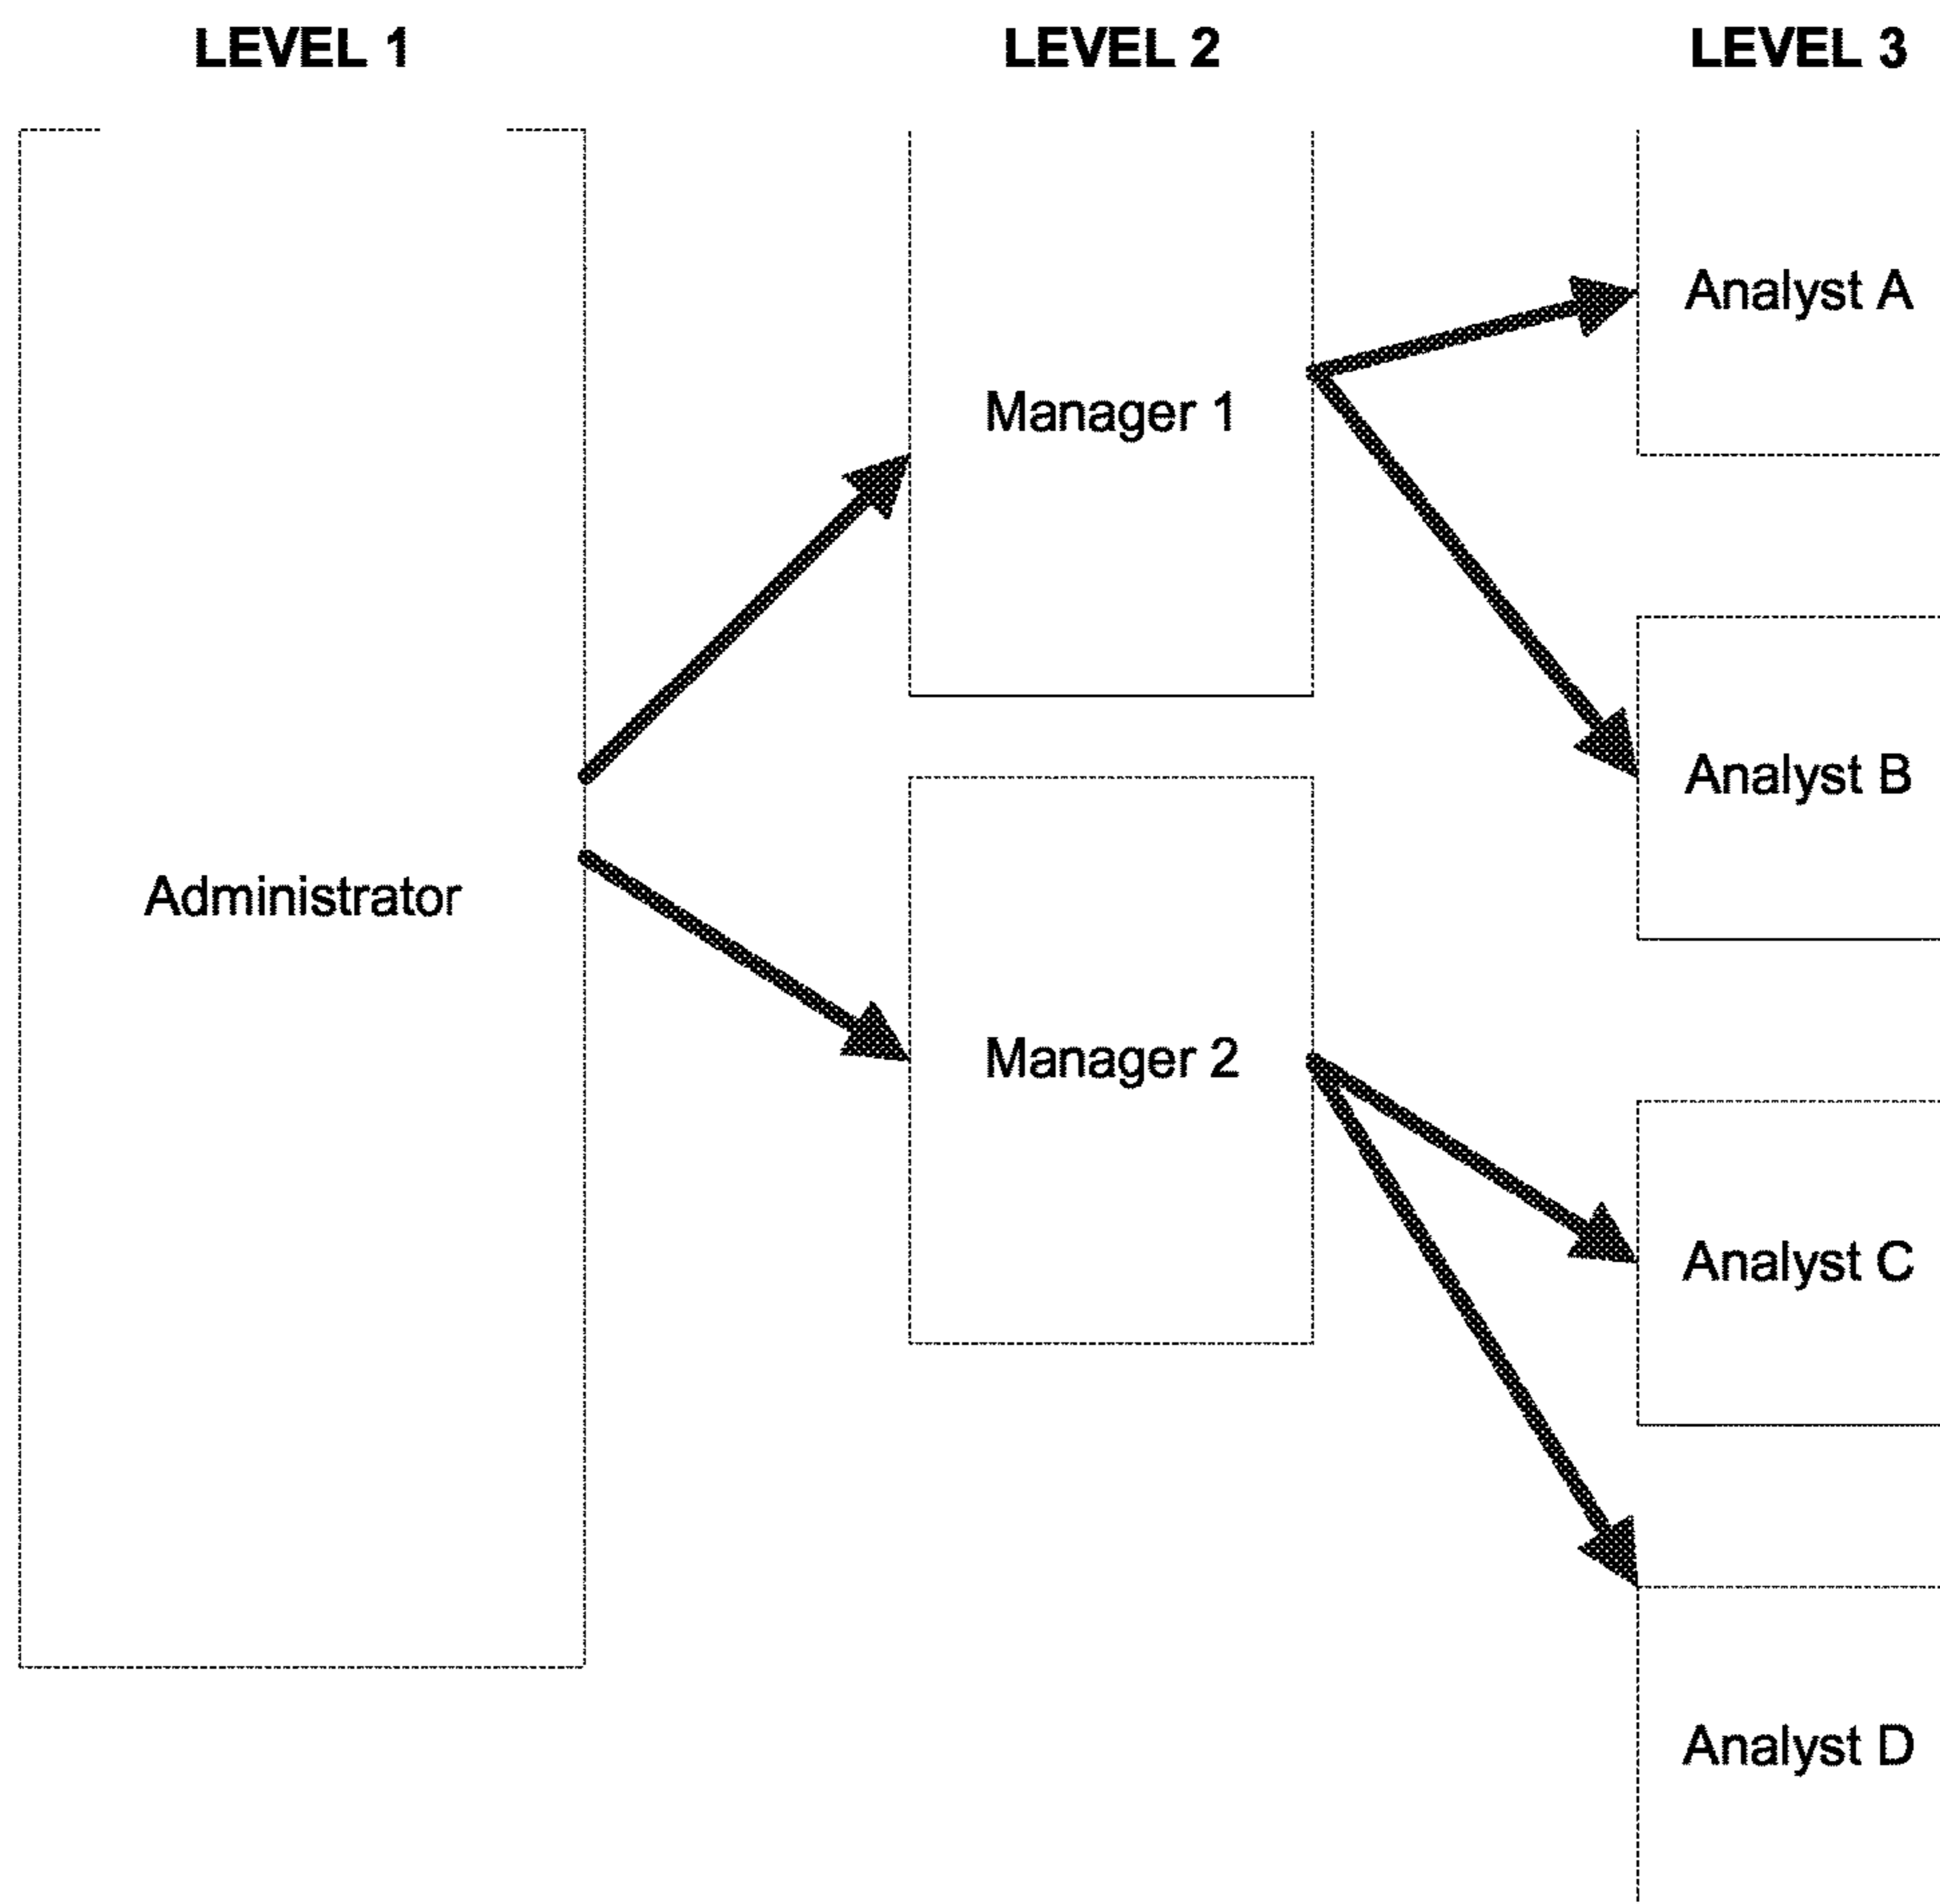 LEVEL 1
LEVEL 2
LEVEL 3
Administrator
Manager 1
Manager 2
Analyst A
Analyst B
Analyst C
Analyst D